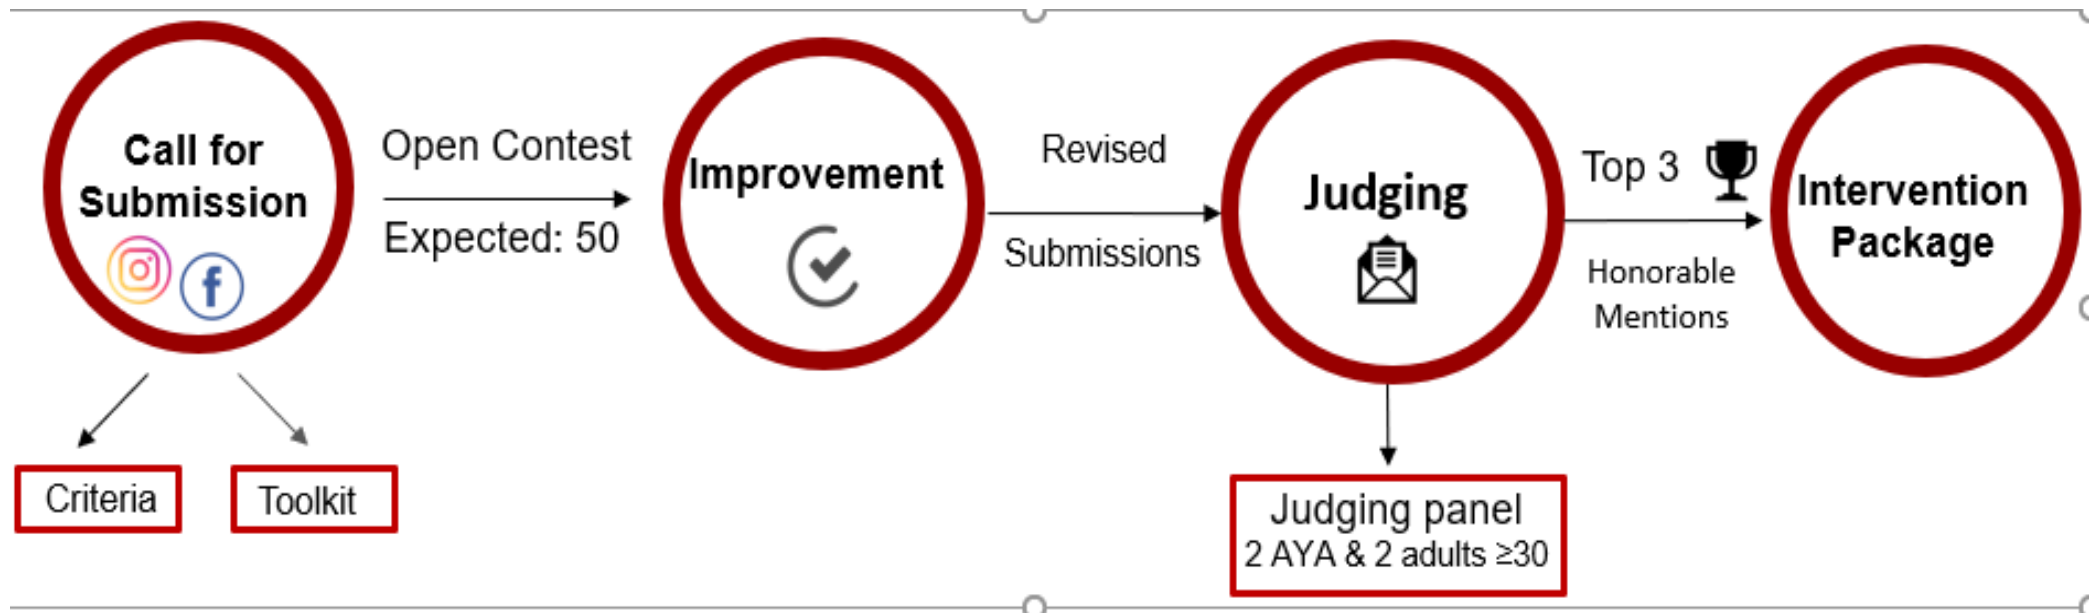 Call for
Submission
f
Criteria
Toolkit
Open Contest
Expected: 50
Improvement
Revised
Submissions
Judging
Judging panel
2 AYA & 2 adults ≥30
Top 3
Honorable
Mentions
Intervention
Package